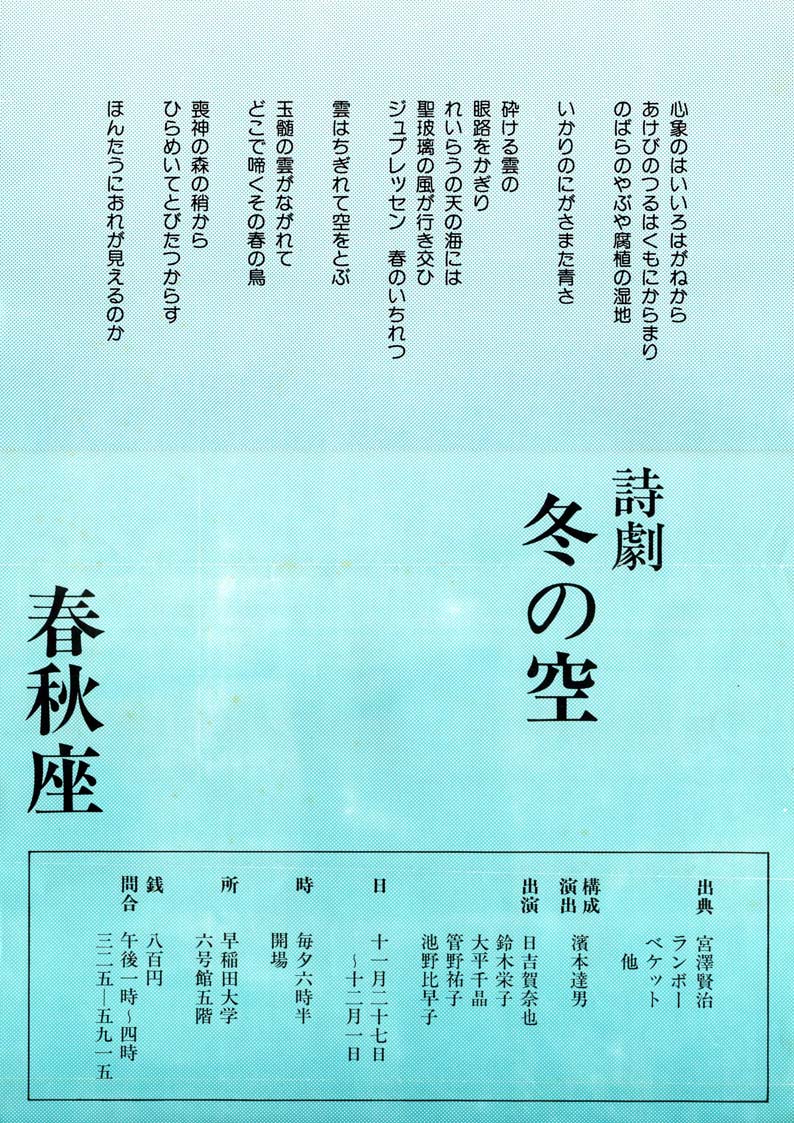 心象のはいいろはがねから
あけびのつるはくもにからまり
のばらのやぶや腐植の湿地
いかりのにがさまた青さ
砕ける雲の
眼路をかぎり
れいらうの天の海には
聖玻璃の風が行き交ひ
ジュプレッセン　春のいちれつ
雲はちぎれて空をとぶ
玉髄の雲がながれて
どこで啼くその春の鳥
喪神の森の梢から
ひらめいてとびたつからす
ほんたうにおれが見えるのか
詩劇
冬の空
春秋座
出典　宮澤賢治
ランボー
ベケット
他
構成
演出　濱本達男
出演　日吉賀奈也
鈴木栄子
大平千晶
管野祐子
池野比早子
日　十一月二十七日
～十二月一日
時　毎夕六時半
開場
所　早稲田大学
六号館五階
銭　八百円
問合　午後一時～四時
三二五―五九一五